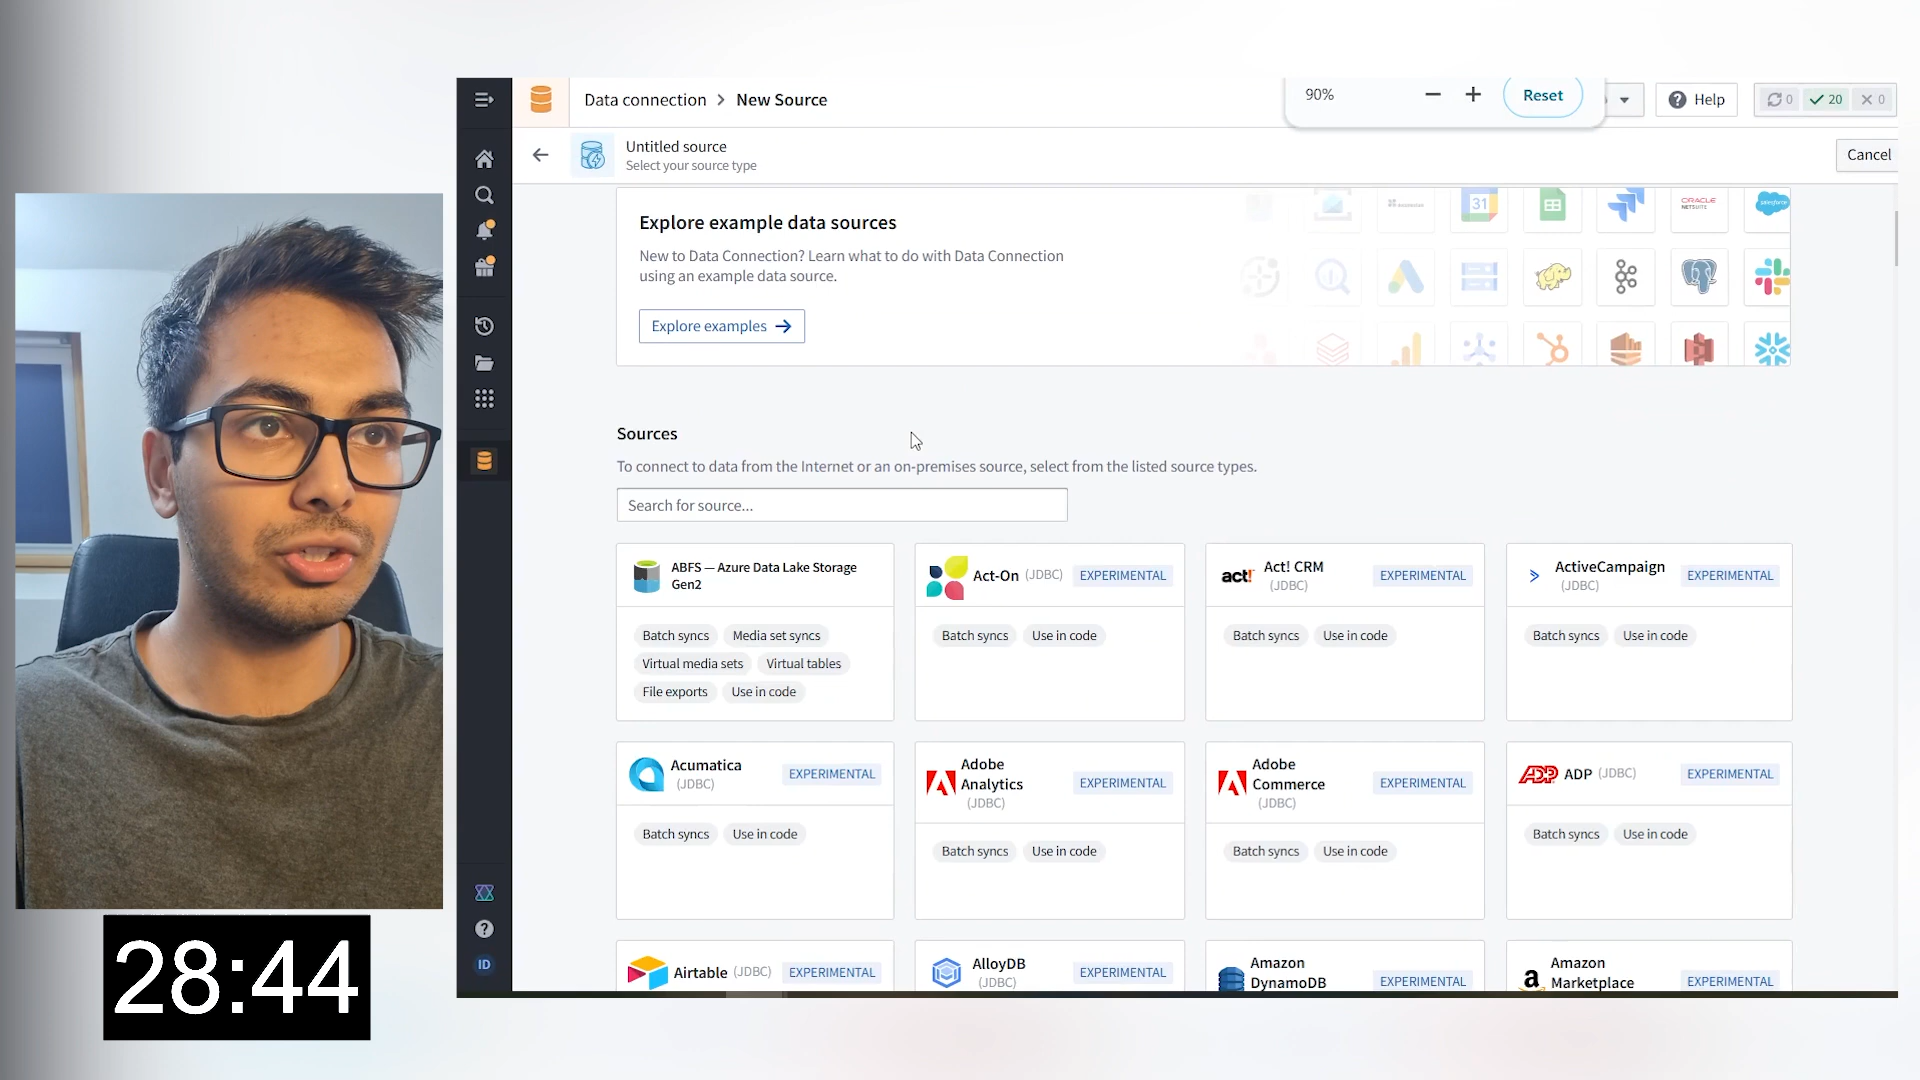 Data connection > New Source
90%
Reset
Help
0
20
0
Untitled source
Select your source type
Cancel
Explore example data sources
New to Data Connection? Learn what to do with Data Connection
using an example data source.
Explore examples
31
ORACLE
NETSUITE
salesforce
Sources
To connect to data from the Internet or an on-premises source, select from the listed source types.
Search for source...
ABFS — Azure Data Lake Storage
Gen2
Batch syncs Media set syncs
Virtual media sets Virtual tables
File exports Use in code
Act-On (JDBC) EXPERIMENTAL
Batch syncs Use in code
act!
Act! CRM
(JDBC)
EXPERIMENTAL
Batch syncs Use in code
ActiveCampaign
(JDBC)
EXPERIMENTAL
Batch syncs Use in code
Acumatica
(JDBC)
EXPERIMENTAL
Batch syncs Use in code
Adobe
Analytics
(JDBC)
EXPERIMENTAL
Batch syncs Use in code
Adobe
Commerce
(JDBC)
EXPERIMENTAL
Batch syncs Use in code
ADP
ADP (JDBC) EXPERIMENTAL
Batch syncs Use in code
Airtable (JDBC) EXPERIMENTAL
AlloyDB
(JDBC)
EXPERIMENTAL
Amazon
DynamoDB
EXPERIMENTAL
Amazon
Marketplace
EXPERIMENTAL
ID
28:44